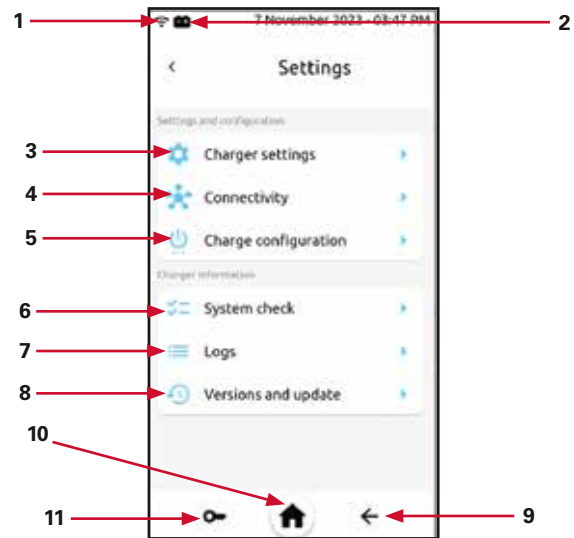 1
2
7 November 2023 - 03:47 PM
Settings
Settings and configuration
3 Charger settings
4 Connectivity
5 Charge configuration
Charger information
6 System check
7 Logs
8 Versions and update
10
11
9